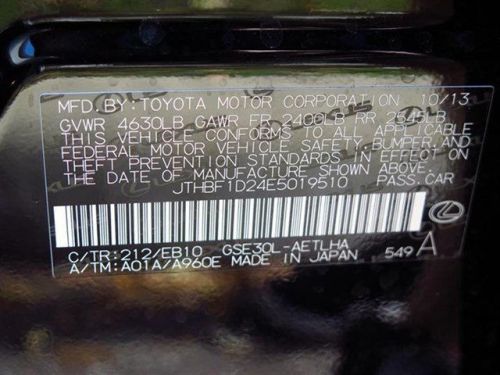 MFD.BY:TOYOTA MOTOR CORPORATION 10/13
GVWR 4630LB GAWR FR 2400LB RR 2546LB
THIS VEHICLE CONFORMS TO ALL APPLICABLE
FEDERAL MOTOR VEHICLE SAFETY,BUMPER,AND
THEFT PREVENTION STANDARDS IN EFFECT ON
THE DATE OF MANUFACTURE SHOWN ABOVE.
JTHBF1D24E5019510 PASS.CAR
C/TR:212/EB10 GSE30L-AETLHA
A/TM:A01A/A960E MADE IN JAPAN 549 A